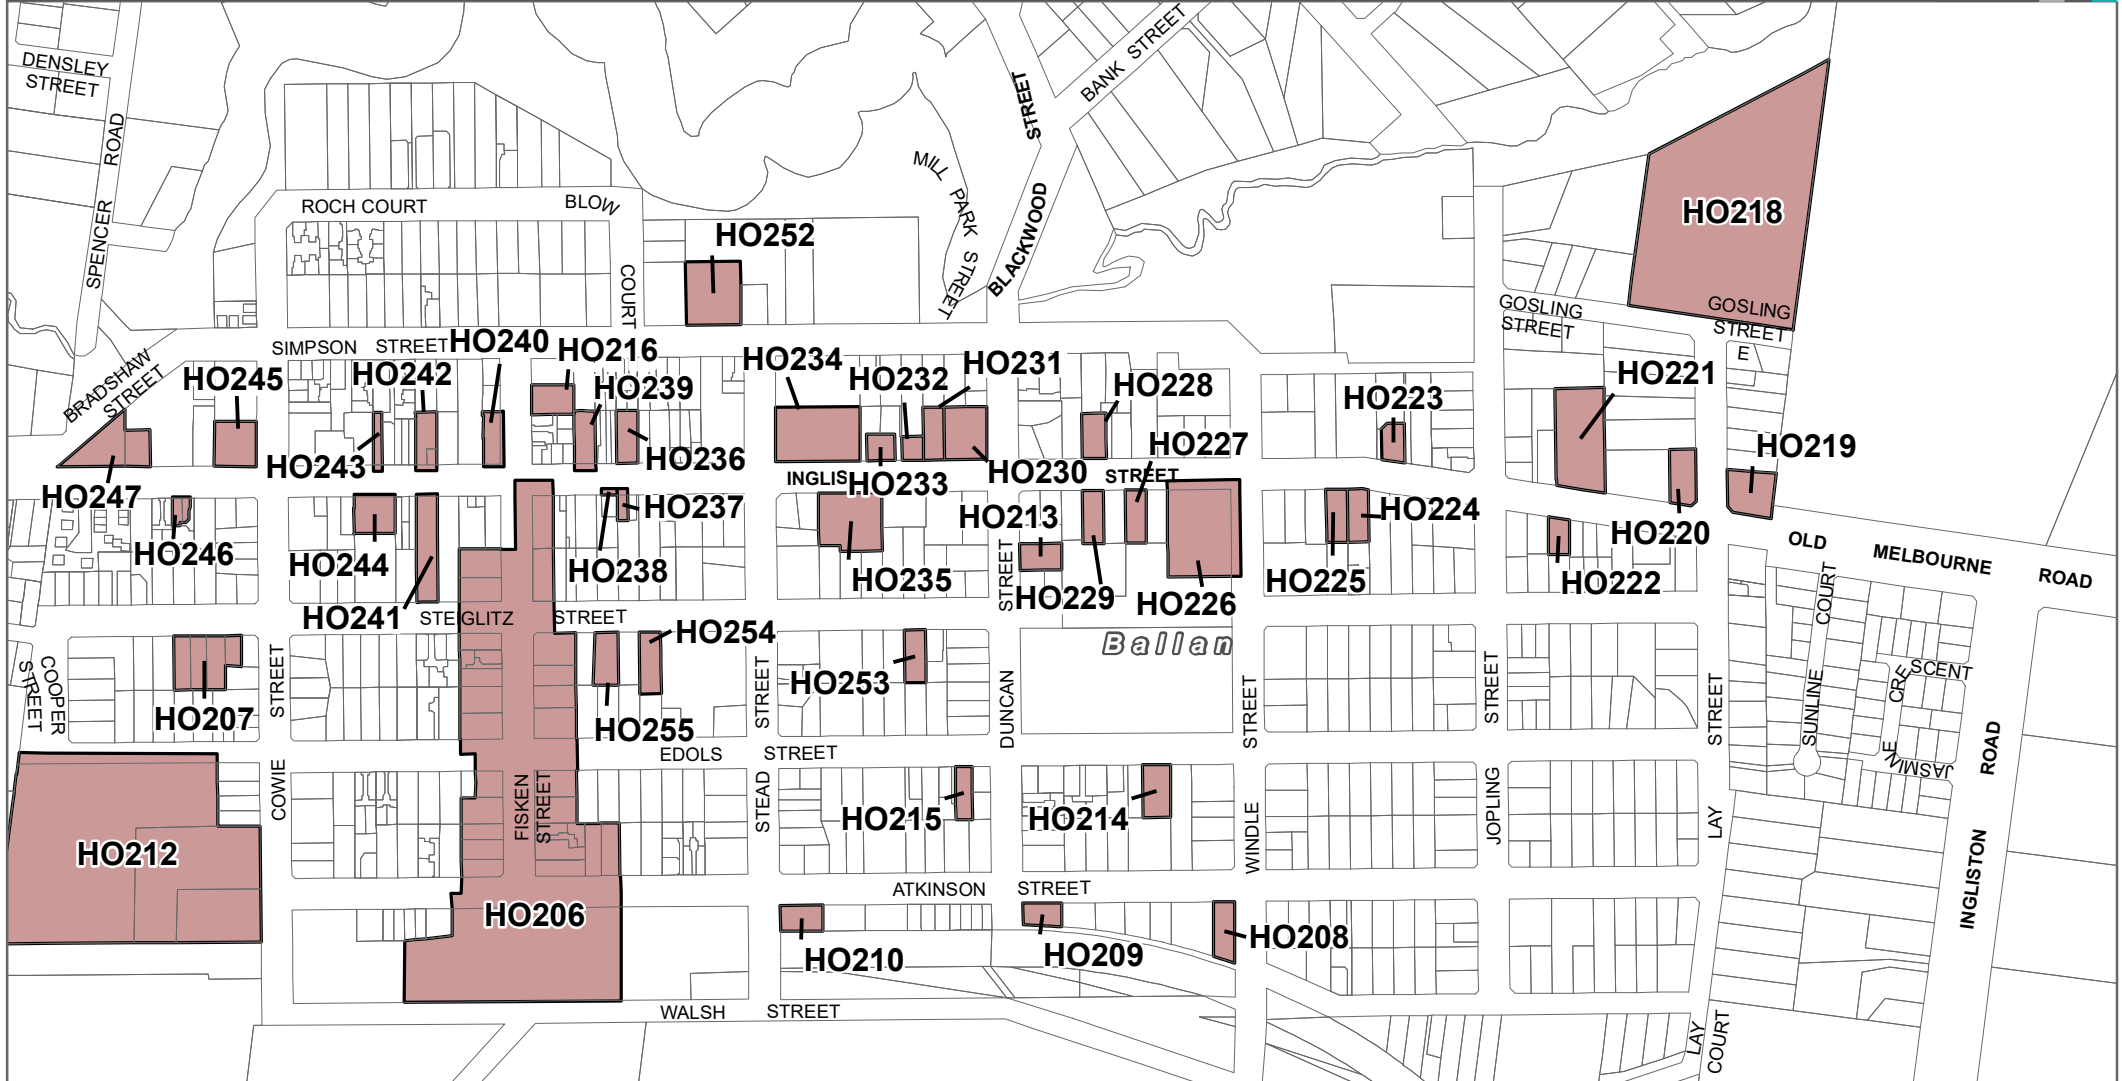 DENSLEY
STREET
SPENCER ROAD
BANK STREET
BLACKWOOD STREET
MILL PARK STREET
ROCH COURT
BLOW
COURT
HO252
HO218
GOSLING
STREET
GOSLING
STREET
E
SIMPSON STREET
BRADSHAW
STREET
HO240
HO216
HO234
HO231
HO245
HO242
HO239
HO232
HO228
HO221
HO223
HO227
HO219
HO243
HO236
HO230
INGLIS STREET
HO233
HO247
HO237
HO213
HO224
HO220
HO246
HO244
HO238
HO235
HO225
HO222
OLD MELBOURNE ROAD
HO229
HO226
HO241
STEIGLITZ STREET
HO254
Ballan
COOPER
STREET
HO207
HO253
HO255
COWIE STREET
STEAD STREET
DUNCAN STREET
WINDLE STREET
JOPLING STREET
LAY STREET
SUNLINE COURT
JASMINE CRESCENT
INGLISTON ROAD
EDOLS STREET
FISKEN
STREET
HO215
HO214
HO212
ATKINSON STREET
HO206
HO210
HO209
HO208
WALSH STREET
LAY
COURT